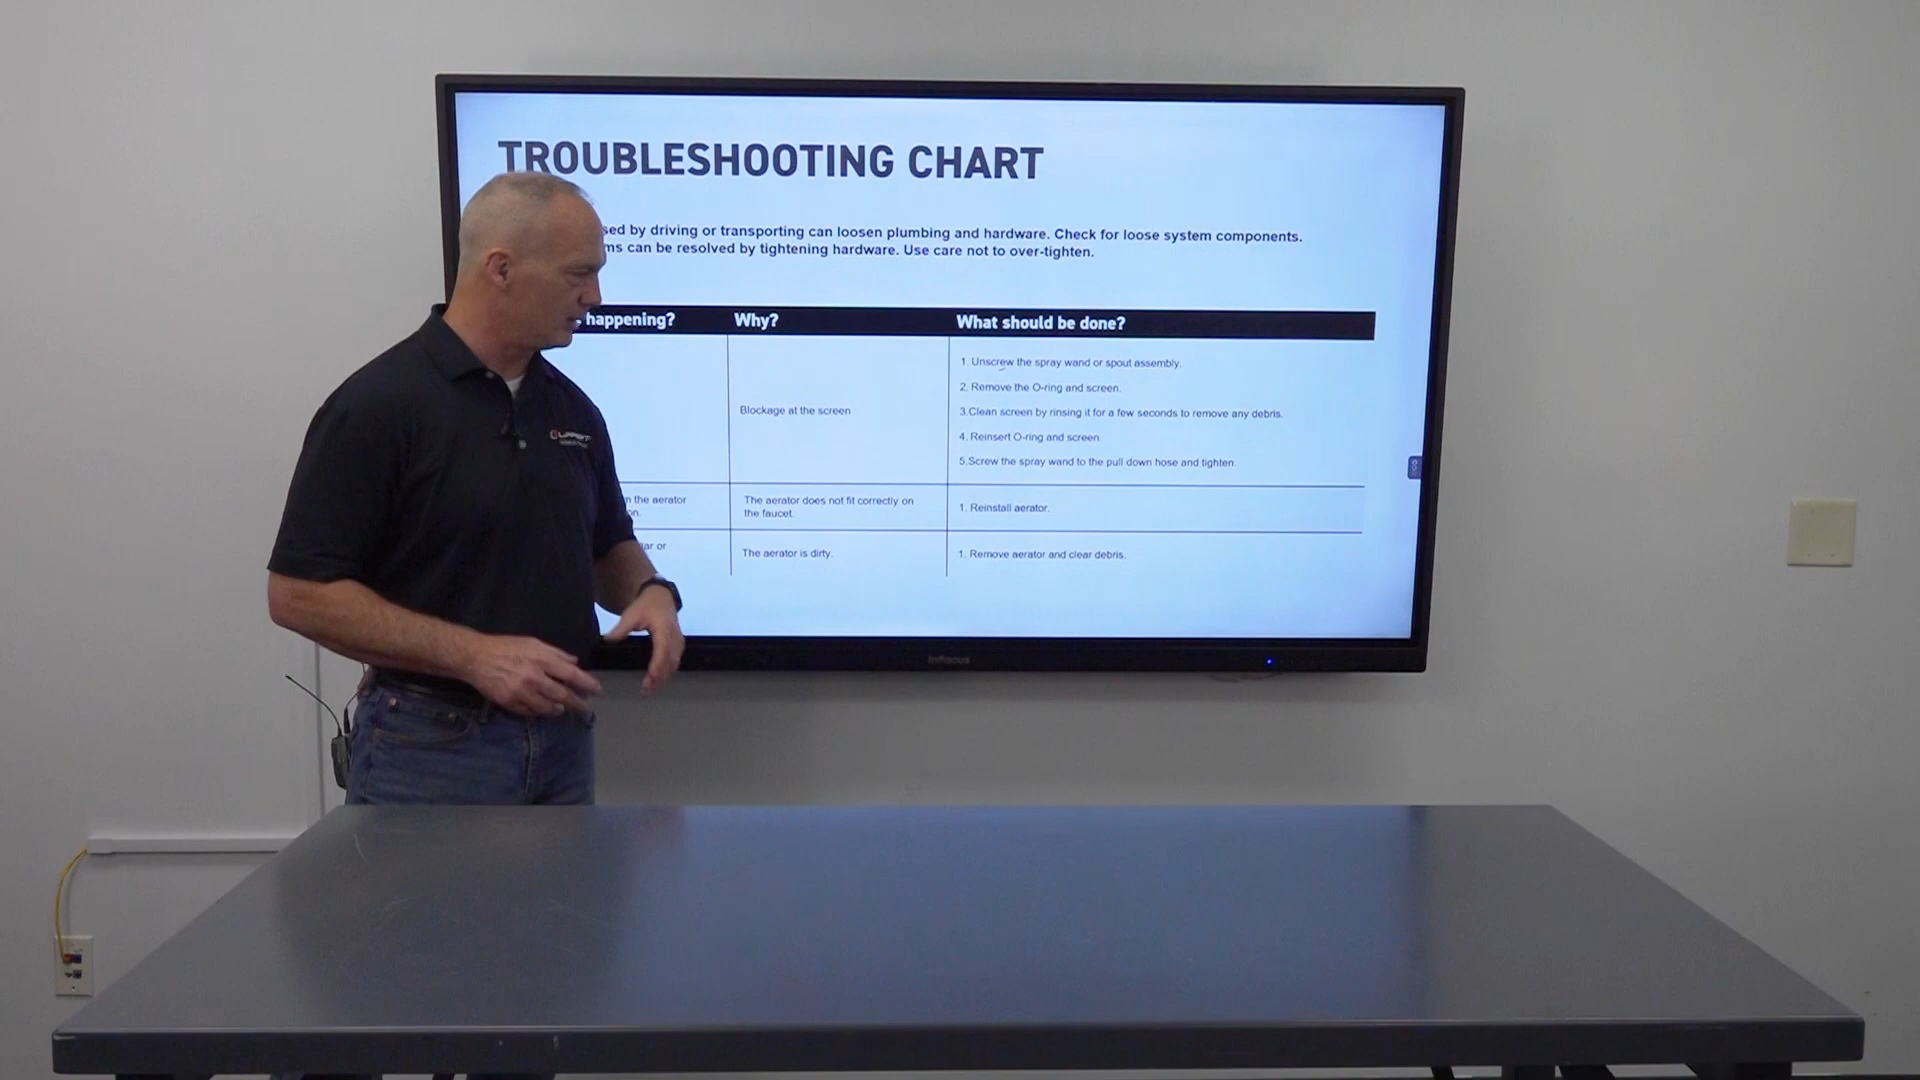 TROUBLESHOOTING CHART
sed by driving or transporting can loosen plumbing and hardware. Check for loose system components.
ms can be resolved by tightening hardware. Use care not to over-tighten.
happening? Why? What should be done?
1. Unscrew the spray wand or spout assembly.
2. Remove the O-ring and screen.
Blockage at the screen
3.Clean screen by rinsing it for a few seconds to remove any debris.
4. Reinsert O-ring and screen
5.Screw the spray wand to the pull down hose and tighten.
n the aerator
on.
The aerator does not fit correctly on
the faucet.
1. Reinstall aerator.
ar or
The aerator is dirty.
1. Remove aerator and clear debris.
InFocus
LIPPERT